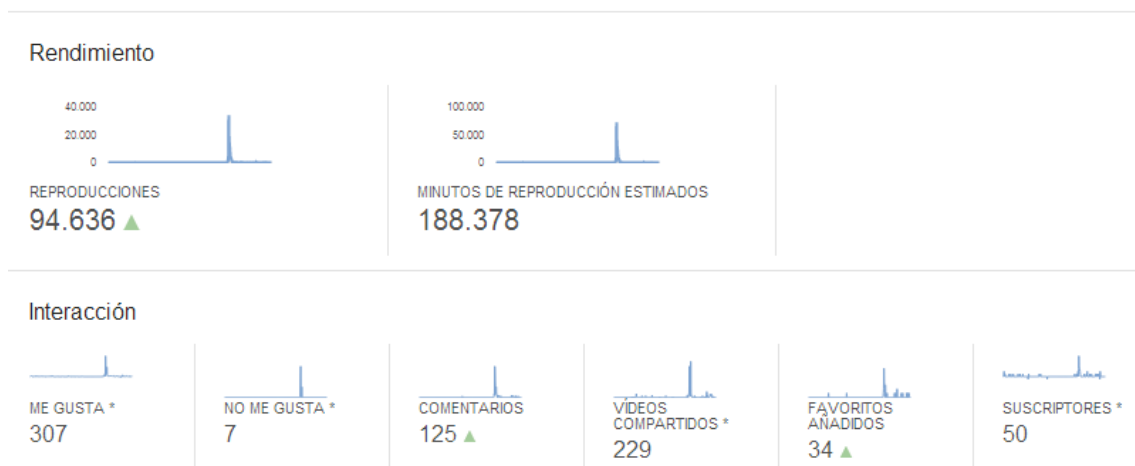 Rendimiento
40.000
20.000
0
REPRODUCCIONES
94.636
100.000
50.000
0
MINUTOS DE REPRODUCCIÓN ESTIMADOS
188.378
Interacción
ME GUSTA *
307
NO ME GUSTA *
7
COMENTARIOS
125
VÍDEOS
COMPARTIDOS *
229
FAVORITOS
AÑADIDOS
34
SUSCRIPTORES *
50